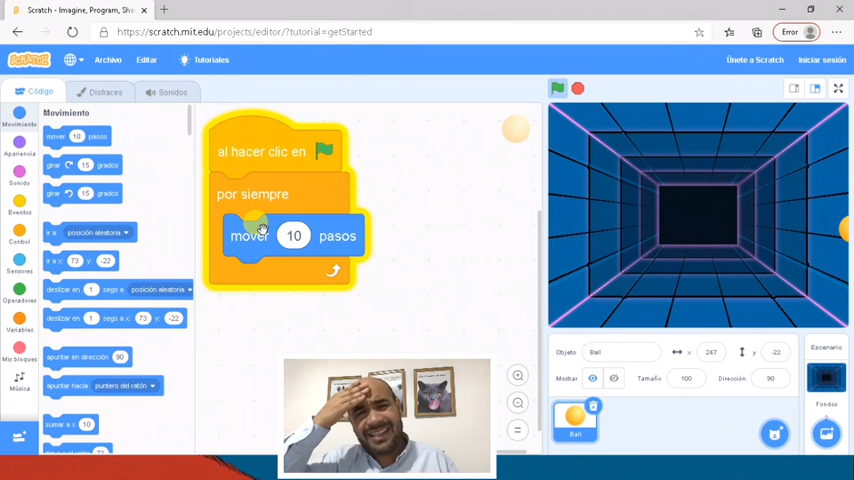 Scratch - Imagine, Program, Sh
https://scratch.mit.edu/projects/editor/?tutorial=getStarted
Error
SCRATCH
Archivo
Editar
Tutoriales
Únete a Scratch
Iniciar sesión
Código
Disfraces
Sonidos
Movimiento
Apariencia
Sonido
Eventos
Control
Sensores
Operadores
Variables
Mis bloques
Música
Movimiento
mover 10 pasos
girar 15 grados
girar 15 grados
ir a posición aleatoria
ir a x: 73 y: -22
deslizar en 1 segs a posición aleatoria
deslizar en 1 segs a x: 73 y: -22
apuntar en dirección 90
apuntar hacia puntero del ratón
sumar a x 10
al hacer clic en
por siempre
mover 10 pasos
Objeto Ball x 247 y -22
Mostrar Tamaño 100 Dirección 90
Ball
Escenario
Fondos